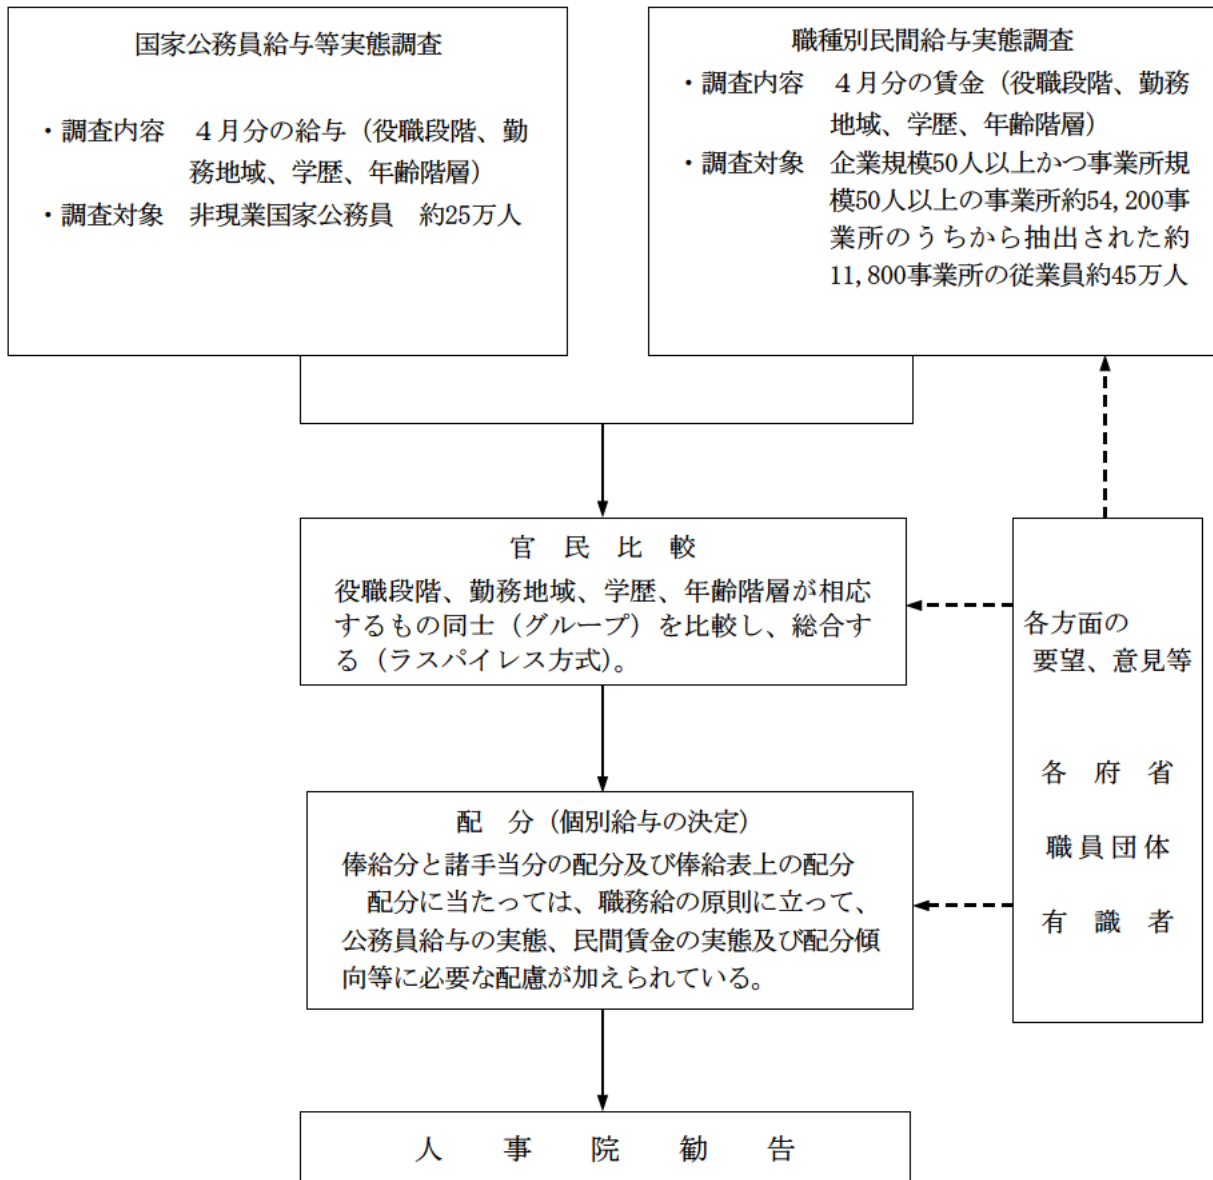 国家公務員給与等実態調査
・調査内容　４月分の給与（役職段階、勤
務地域、学歴、年齢階層）
・調査対象　非現業国家公務員　約25万人
職種別民間給与実態調査
・調査内容　４月分の賃金（役職段階、勤務
地域、学歴、年齢階層）
・調査対象　企業規模50人以上かつ事業所規
模50人以上の事業所約54,200事
業所のうちから抽出された約
11,800事業所の従業員約45万人
官　民　比　較
役職段階、勤務地域、学歴、年齢階層が相応
するもの同士（グループ）を比較し、総合す
る（ラスパイレス方式）。
配　分（個別給与の決定）
俸給分と諸手当分の配分及び俸給表上の配分
配分に当たっては、職務給の原則に立って、
公務員給与の実態、民間賃金の実態及び配分傾
向等に必要な配慮が加えられている。
各方面の
要望、意見等
各　府　省
職員団体
有　識　者
人　事　院　勧　告